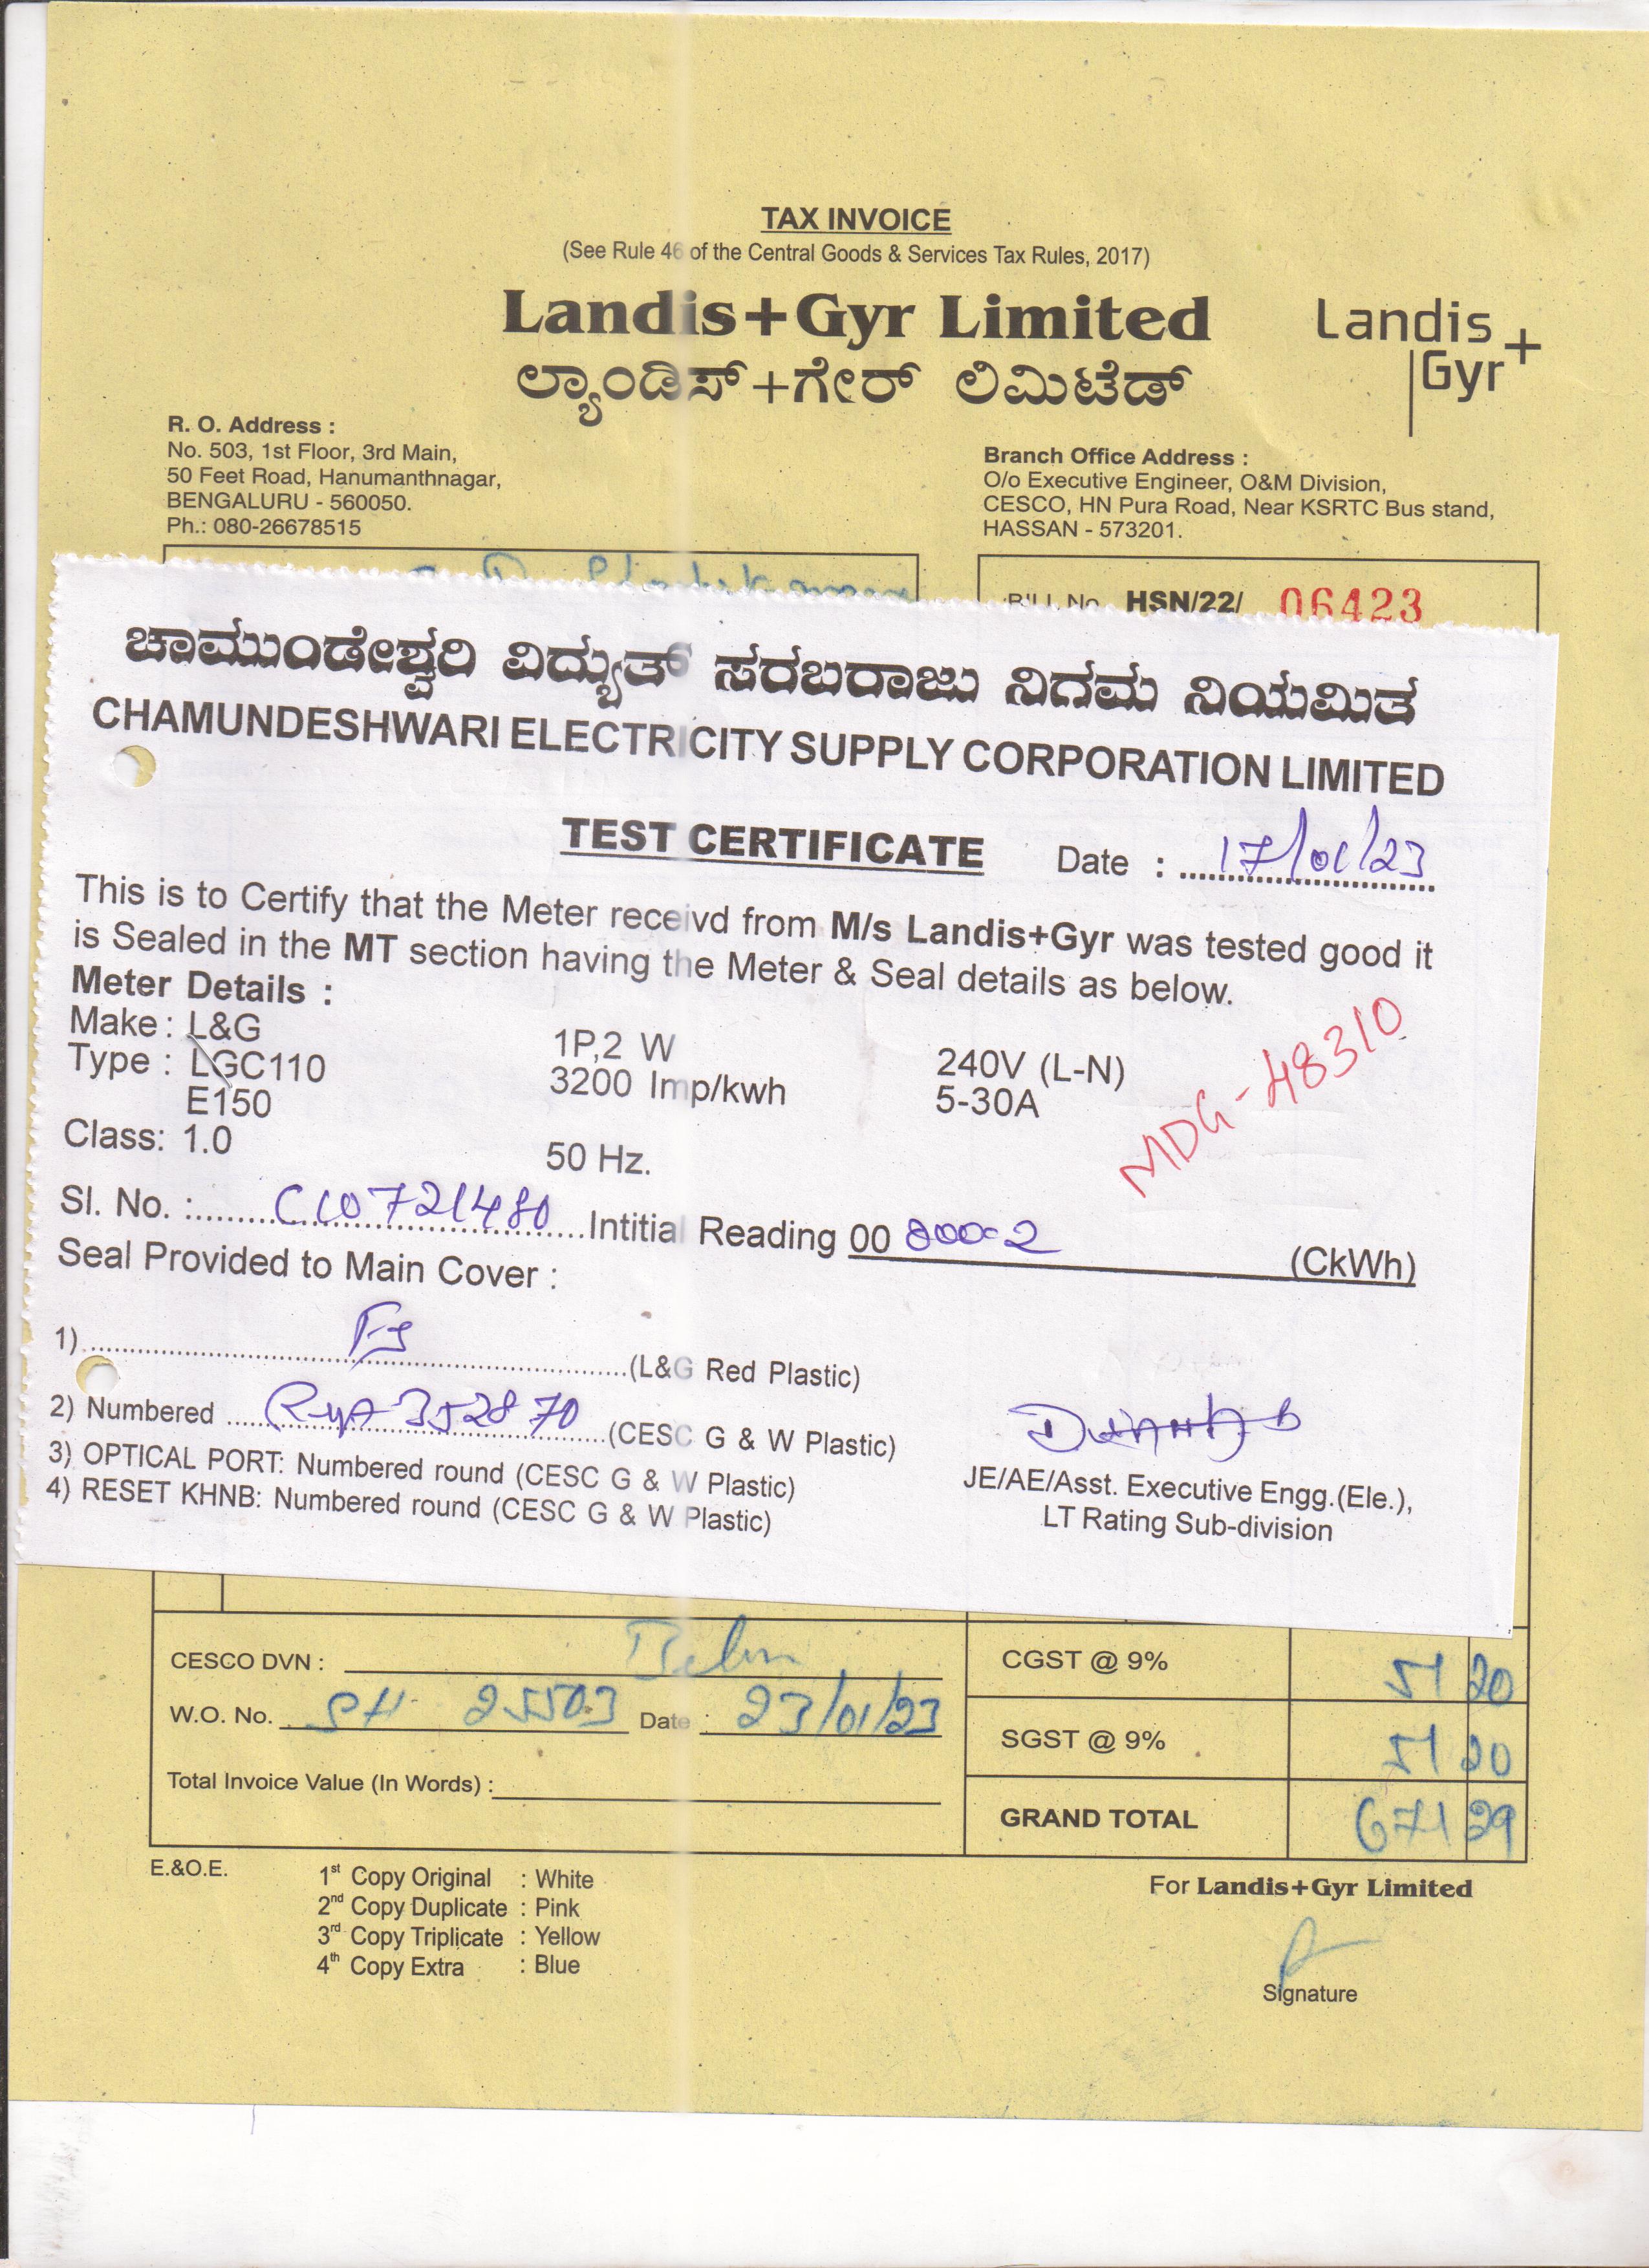 TAX INVOICE
(See Rule 46 of the Central Goods & Services Tax Rules, 2017)
Landis+Gyr Limited
ಲ್ಯಾಂಡಿಸ್+ಗೇರ್ ಲಿಮಿಟೆಡ್
Landis
Gyr+
R. O. Address :
No. 503, 1st Floor, 3rd Main,
50 Feet Road, Hanumanthnagar,
BENGALURU - 560050.
Ph.: 080-26678515
Branch Office Address :
O/o Executive Engineer, O&M Division,
CESCO, HN Pura Road, Near KSRTC Bus stand,
HASSAN - 573201.
BILL No. HSN/22/ 06423
ಚಾಮುಂಡೇಶ್ವರಿ ವಿದ್ಯುತ್ ಸರಬರಾಜು ನಿಗಮ ನಿಯಮಿತ
CHAMUNDESHWARI ELECTRICITY SUPPLY CORPORATION LIMITED
TEST CERTIFICATE
Date : 17/01/23
This is to Certify that the Meter receivd from M/s Landis+Gyr was tested good it
is Sealed in the MT section having the Meter & Seal details as below.
Meter Details :
Make : L&G 1P,2 W 240V (L-N)
Type : LGC110 3200 Imp/kwh 5-30A
E150
Class: 1.0 50 Hz.
MDG-48310
Sl. No. : C10721480 Intitial Reading 00 (CkWh)
Seal Provided to Main Cover :
1) (L&G Red Plastic)
2) Numbered 352870 (CESC G & W Plastic)
3) OPTICAL PORT: Numbered round (CESC G & W Plastic)
4) RESET KHNB: Numbered round (CESC G & W Plastic)
JE/AE/Asst. Executive Engg.(Ele.),
LT Rating Sub-division
CESCO DVN :
W.O. No. SH 25503 Date : 23/01/23
Total Invoice Value (In Words) :
CGST @ 9% 51 20
SGST @ 9% 51 20
GRAND TOTAL 671 29
E.&O.E.
1st Copy Original : White
2nd Copy Duplicate : Pink
3rd Copy Triplicate : Yellow
4th Copy Extra : Blue
For Landis+Gyr Limited
Signature